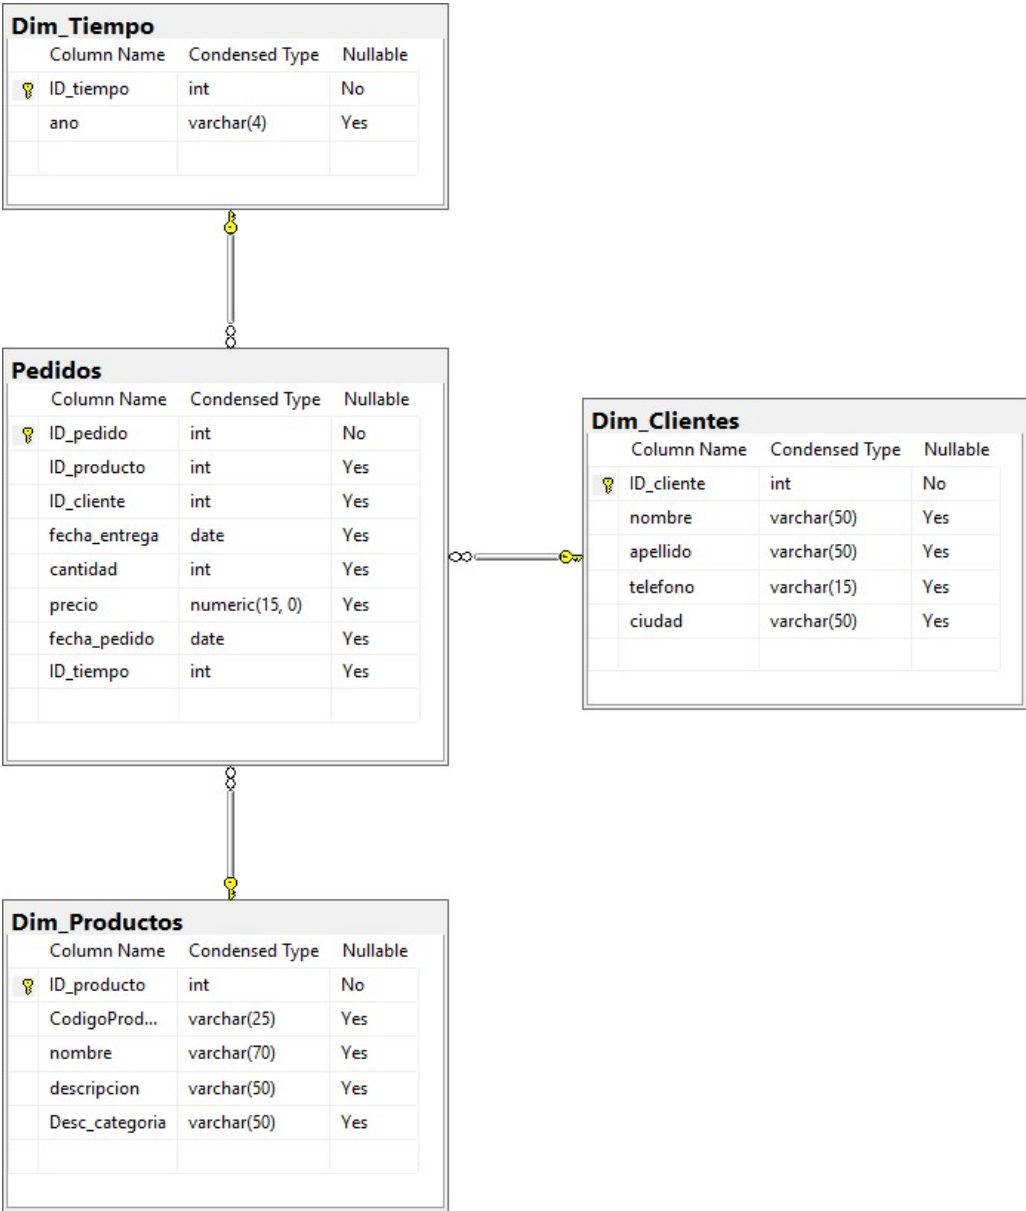 Dim_Tiempo
Column Name Condensed Type Nullable
ID_tiempo int No
ano varchar(4) Yes
Pedidos
Column Name Condensed Type Nullable
ID_pedido int No
ID_producto int Yes
ID_cliente int Yes
fecha_entrega date Yes
cantidad int Yes
precio numeric(15, 0) Yes
fecha_pedido date Yes
ID_tiempo int Yes
Dim_Clientes
Column Name Condensed Type Nullable
ID_cliente int No
nombre varchar(50) Yes
apellido varchar(50) Yes
telefono varchar(15) Yes
ciudad varchar(50) Yes
Dim_Productos
Column Name Condensed Type Nullable
ID_producto int No
CodigoProd... varchar(25) Yes
nombre varchar(70) Yes
descripcion varchar(50) Yes
Desc_categoria varchar(50) Yes